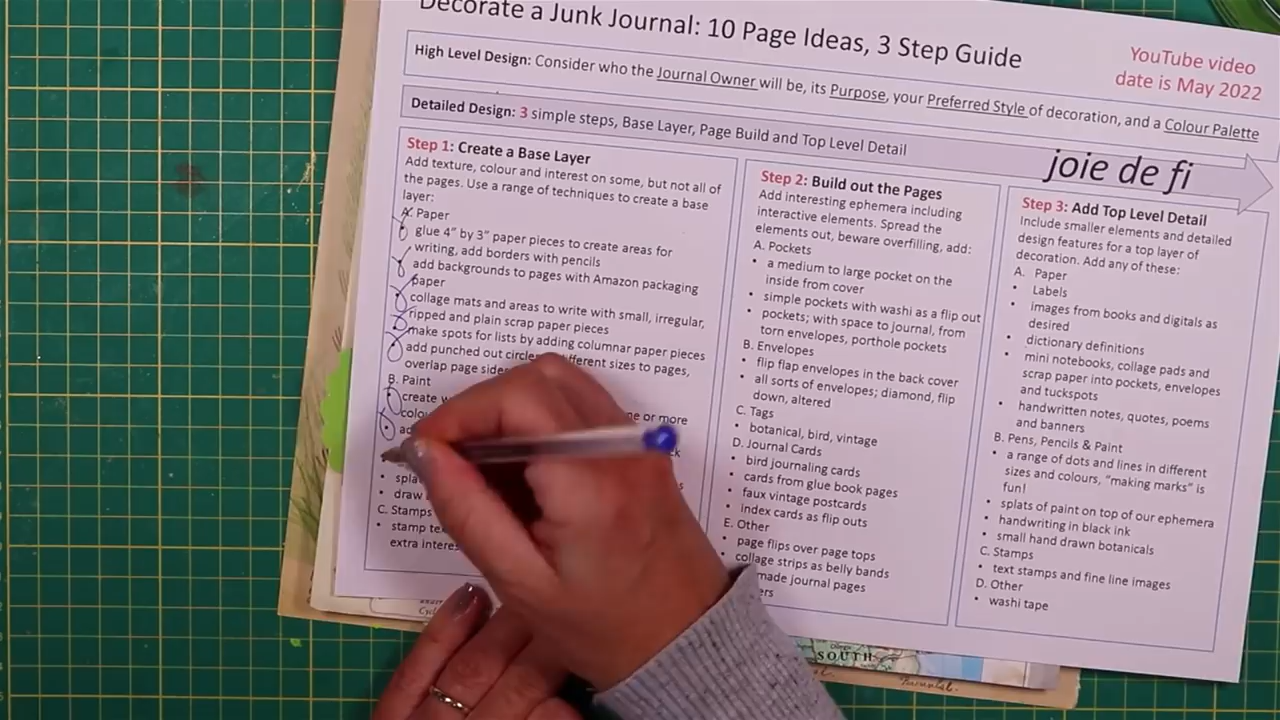 Decorate a Junk Journal: 10 Page Ideas, 3 Step Guide
YouTube video
date is May 2022
High Level Design: Consider who the Journal Owner will be, its Purpose, your Preferred Style of decoration, and a Colour Palette
Detailed Design: 3 simple steps, Base Layer, Page Build and Top Level Detail
joie de fi
Step 1: Create a Base Layer
Add texture, colour and interest on some, but not all of
the pages. Use a range of techniques to create a base
layer:
A. Paper
glue 4” by 3” paper pieces to create areas for
writing, add borders with pencils
add backgrounds to pages with Amazon packaging
paper
collage mats and areas to write with small, irregular,
ripped and plain scrap paper pieces
make spots for lists by adding columnar paper pieces
add punched out circles different sizes to pages,
overlap page
B. Paint
create
ne or more
• draw
C. Stamps
• stamp
extra
Step 2: Build out the Pages
Add interesting ephemera including
interactive elements. Spread the
elements out, beware overfilling, add:
A. Pockets
• a medium to large pocket on the
inside from cover
• simple pockets with washi as a flip out
• pockets; with space to journal, from
torn envelopes, porthole pockets
B. Envelopes
• flip flap envelopes in the back cover
• all sorts of envelopes; diamond, flip
down, altered
C. Tags
• botanical, bird, vintage
D. Journal Cards
• bird journaling cards
• cards from glue book pages
• faux vintage postcards
• index cards as flip outs
E. Other
• page flips over page tops
• collage strips as belly bands
made journal pages
Step 3: Add Top Level Detail
Include smaller elements and detailed
design features for a top layer of
decoration. Add any of these:
A. Paper
• Labels
• images from books and digitals as
desired
• dictionary definitions
• mini notebooks, collage pads and
scrap paper into pockets, envelopes
and tuckspots
• handwritten notes, quotes, poems
and banners
B. Pens, Pencils & Paint
• a range of dots and lines in different
sizes and colours, “making marks” is
fun!
• splats of paint on top of our ephemera
• handwriting in black ink
• small hand drawn botanicals
C. Stamps
• text stamps and fine line images
D. Other
• washi tape
SOUTH